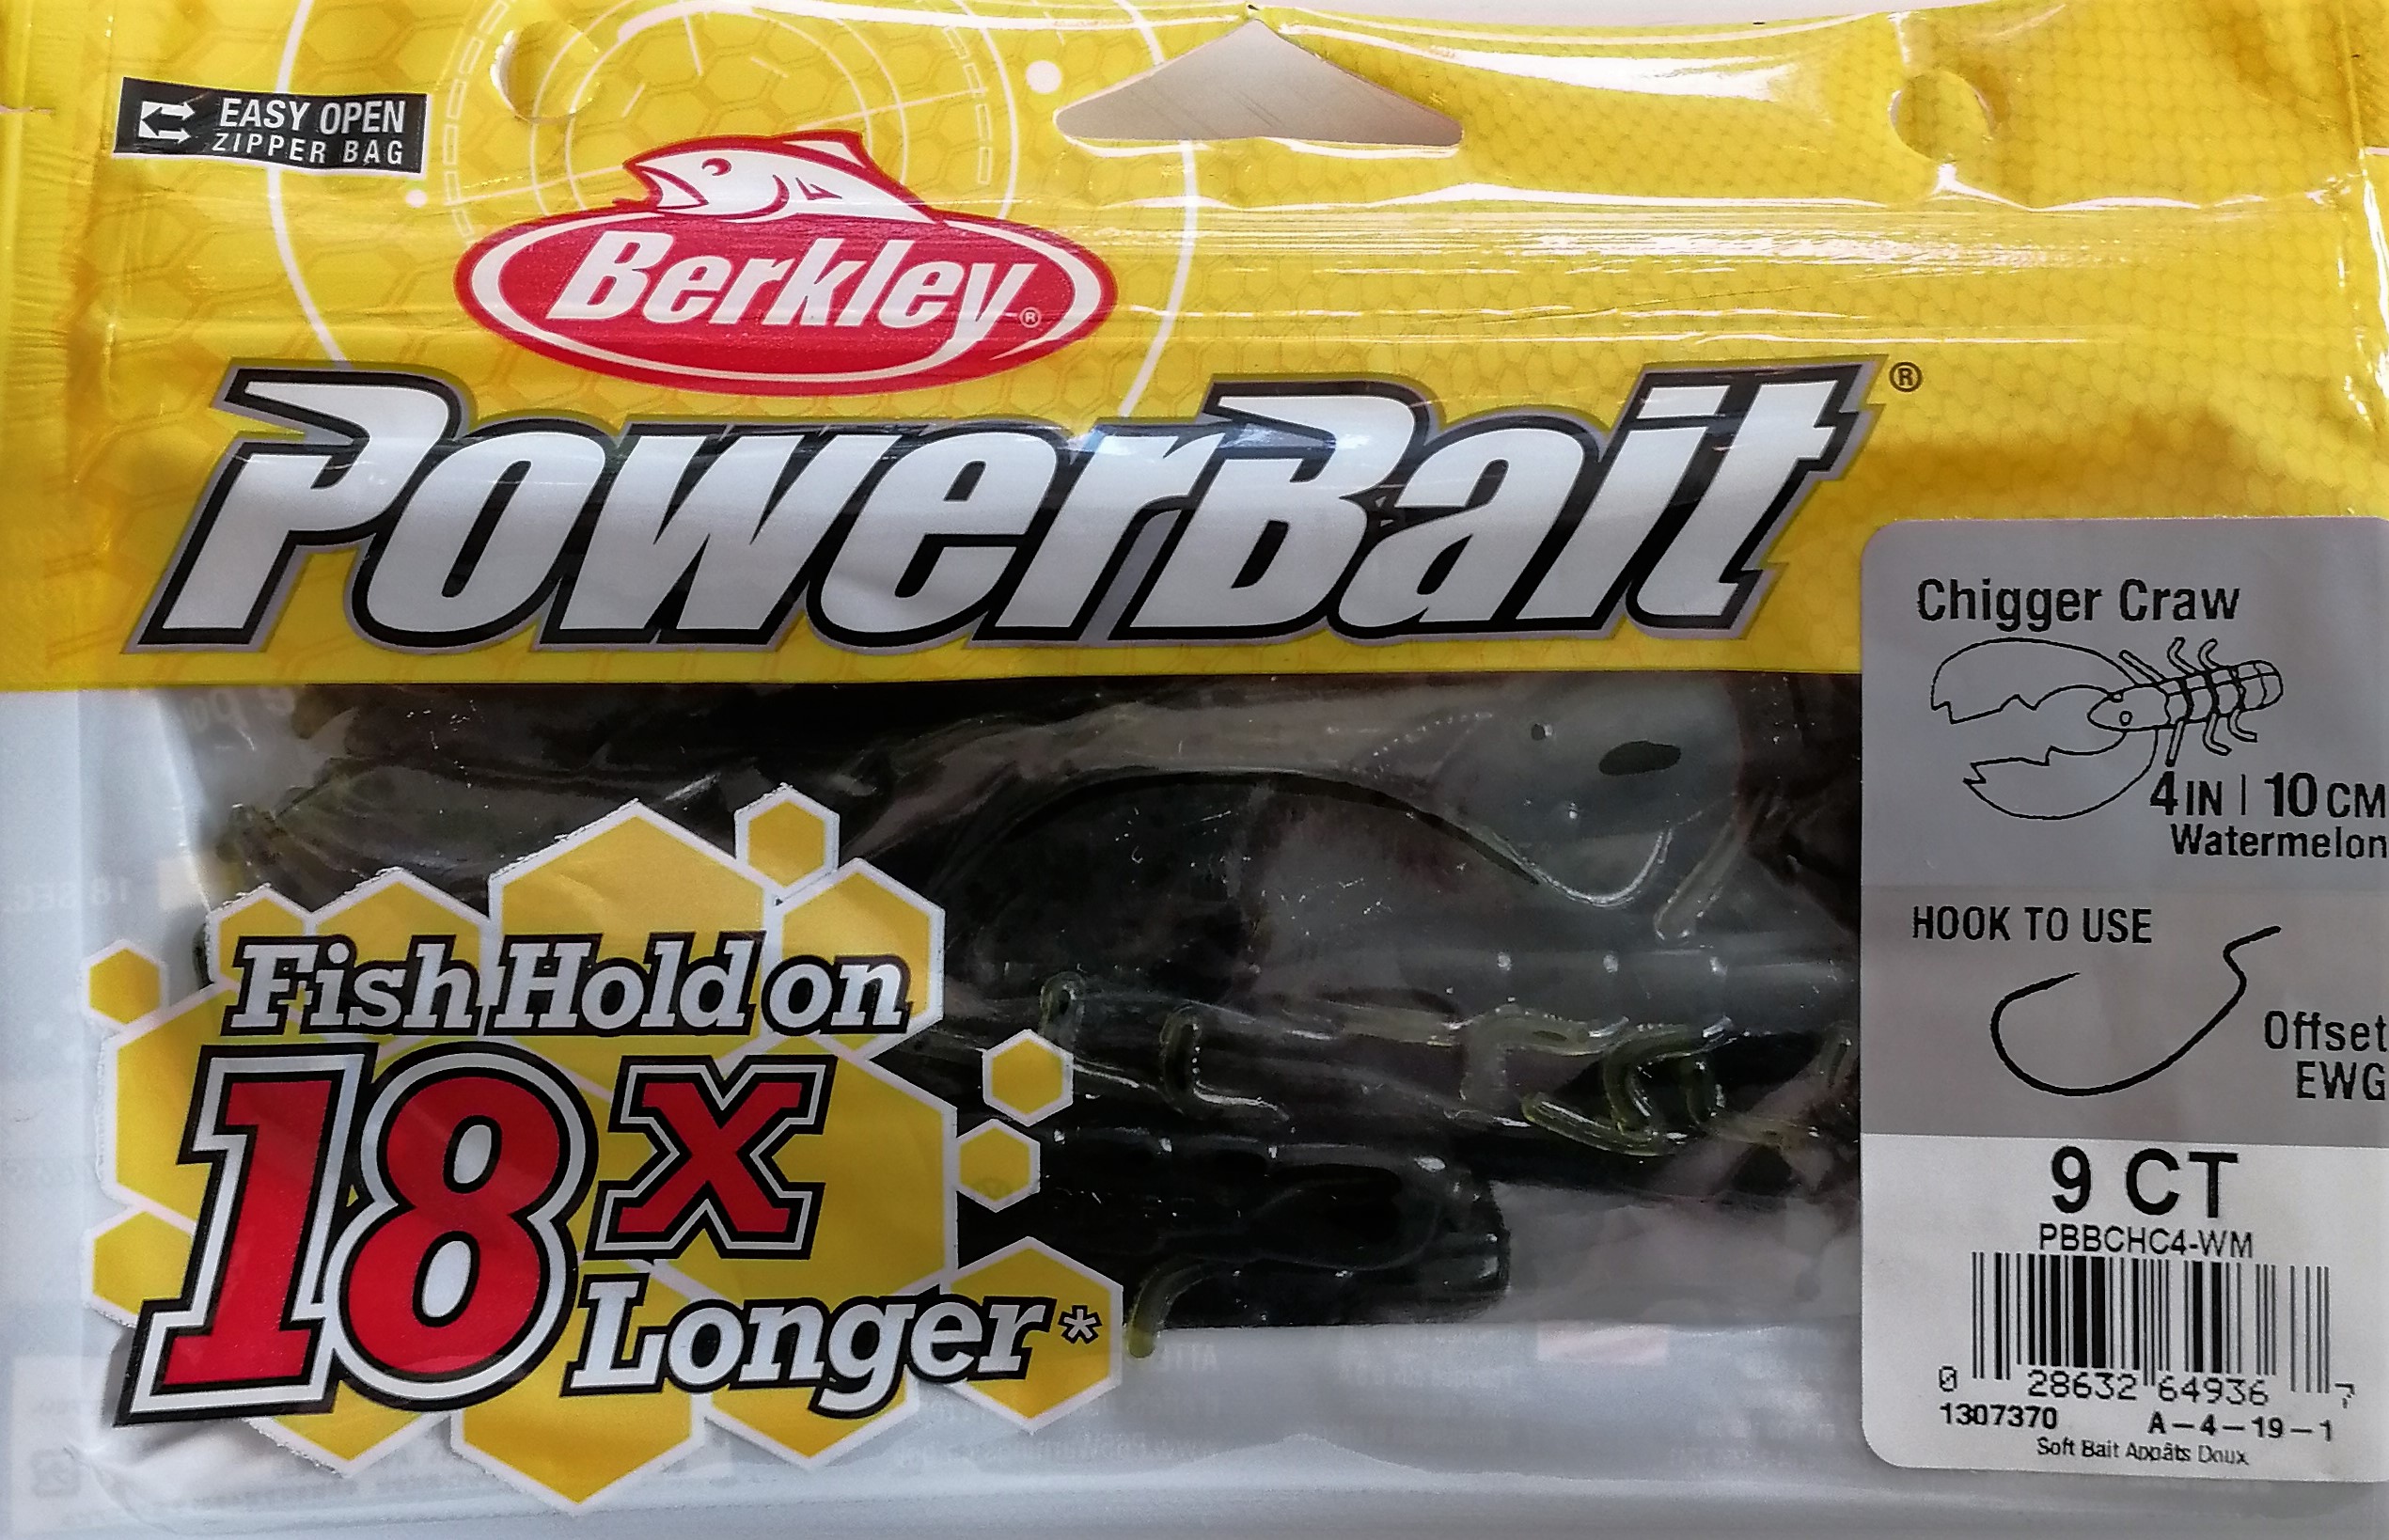 EASY OPEN
ZIPPER BAG
Berkley®
PowerBait®
Chigger Craw
4 IN | 10 CM
Watermelon
HOOK TO USE
Offset
EWG
Fish Hold on
18X
Longer*
9 CT
PBBCHC4-WM
0 28632 64936 7
1307370 A-4-19-1
Soft Bait Appâts Doux